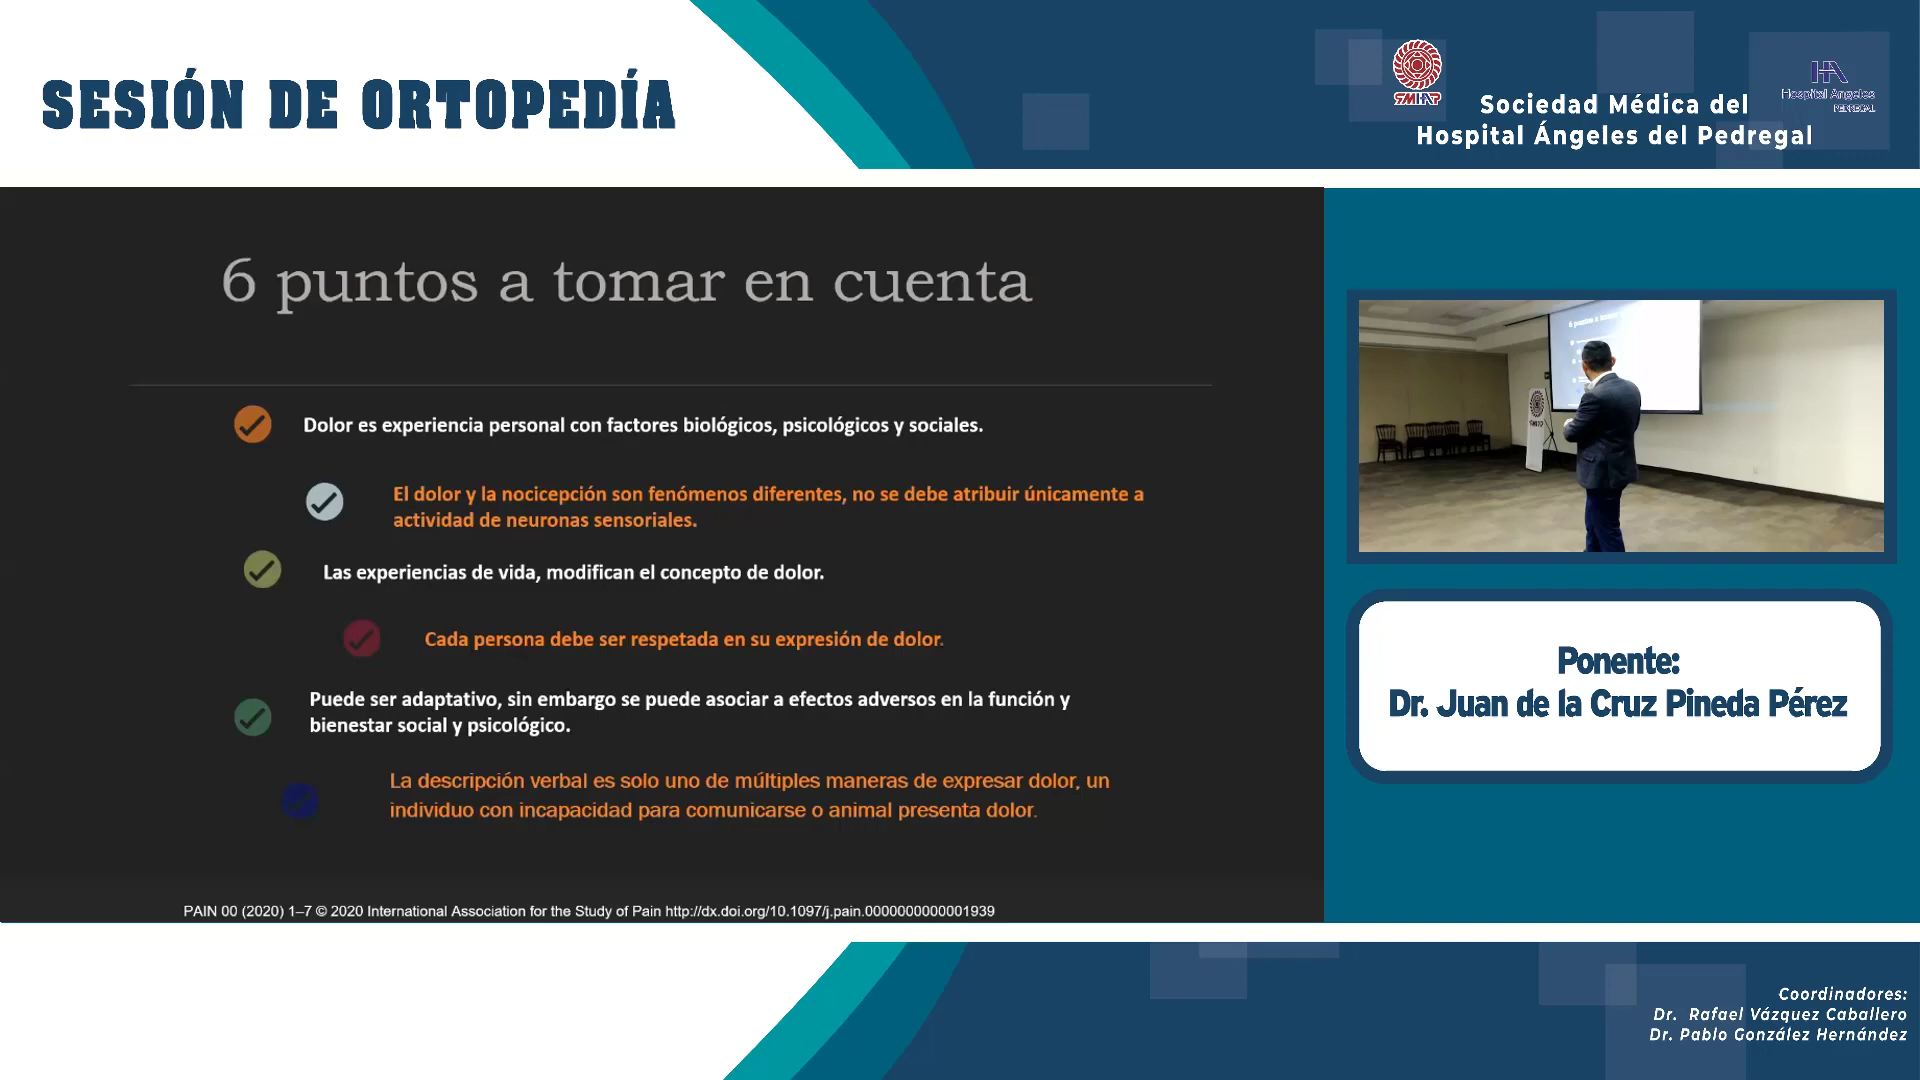 SESIÓN DE ORTOPEDÍA
SMHAP
Sociedad Médica del
Hospital Ángeles del Pedregal
HA
Hospital Angeles
PEDREGAL
6 puntos a tomar en cuenta
Dolor es experiencia personal con factores biológicos, psicológicos y sociales.
El dolor y la nocicepción son fenómenos diferentes, no se debe atribuir únicamente a
actividad de neuronas sensoriales.
Las experiencias de vida, modifican el concepto de dolor.
Cada persona debe ser respetada en su expresión de dolor.
Puede ser adaptativo, sin embargo se puede asociar a efectos adversos en la función y
bienestar social y psicológico.
La descripción verbal es solo uno de múltiples maneras de expresar dolor, un
individuo con incapacidad para comunicarse o animal presenta dolor.
PAIN 00 (2020) 1–7 © 2020 International Association for the Study of Pain http://dx.doi.org/10.1097/j.pain.0000000000001939
Ponente:
Dr. Juan de la Cruz Pineda Pérez
Coordinadores:
Dr. Rafael Vázquez Caballero
Dr. Pablo González Hernández